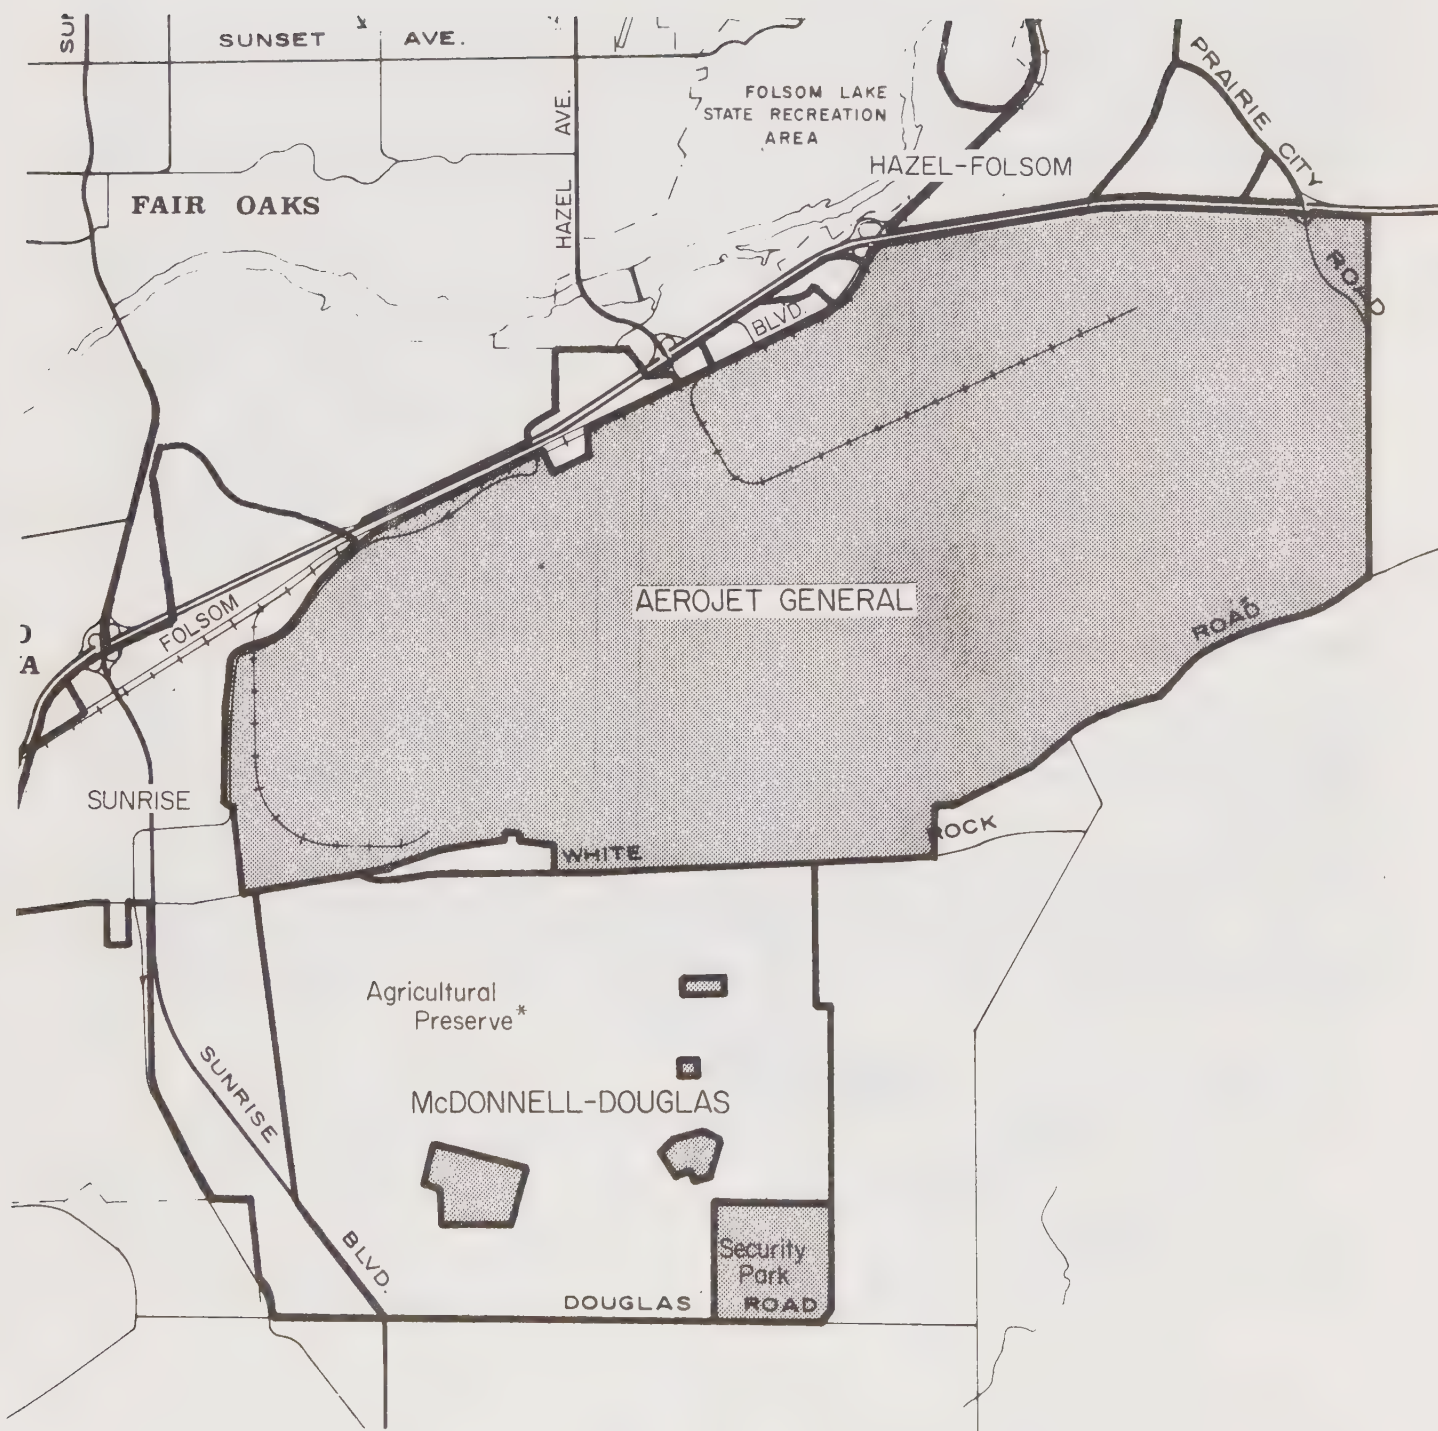 SUNSET AVE.
FOLSOM LAKE
STATE RECREATION
AREA
PRAIRIE CITY
ROAD
HAZEL AVE.
HAZEL-FOLSOM
FAIR OAKS
BLVD.
AEROJET GENERAL
FOLSOM
ROAD
SUNRISE
WHITE
ROCK
Agricultural
Preserve*
McDONNELL-DOUGLAS
SUNRISE
BLVD.
Security
Park
DOUGLAS ROAD